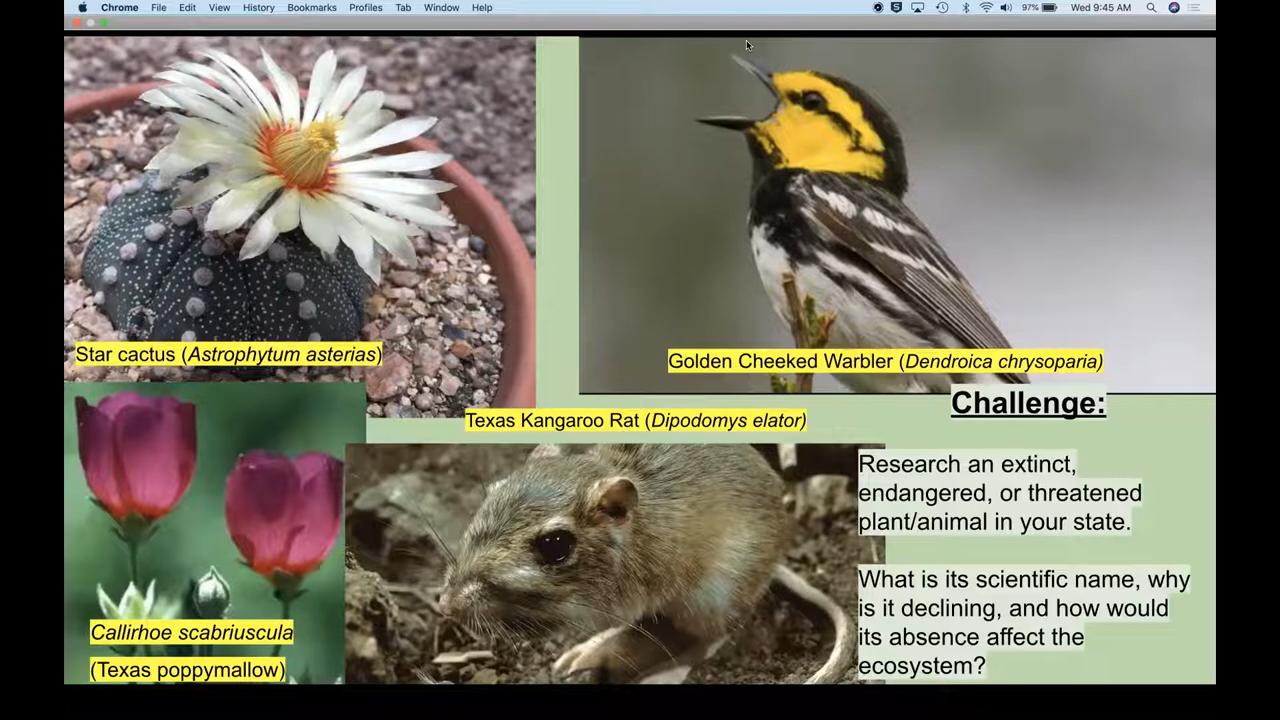 Chrome File Edit View History Bookmarks Profiles Tab Window Help 97% Wed 9:45 AM
Star cactus (Astrophytum asterias)
Golden Cheeked Warbler (Dendroica chrysoparia)
Texas Kangaroo Rat (Dipodomys elator)
Callirhoe scabriuscula
(Texas poppymallow)
Challenge:
Research an extinct,
endangered, or threatened
plant/animal in your state.
What is its scientific name, why
is it declining, and how would
its absence affect the
ecosystem?